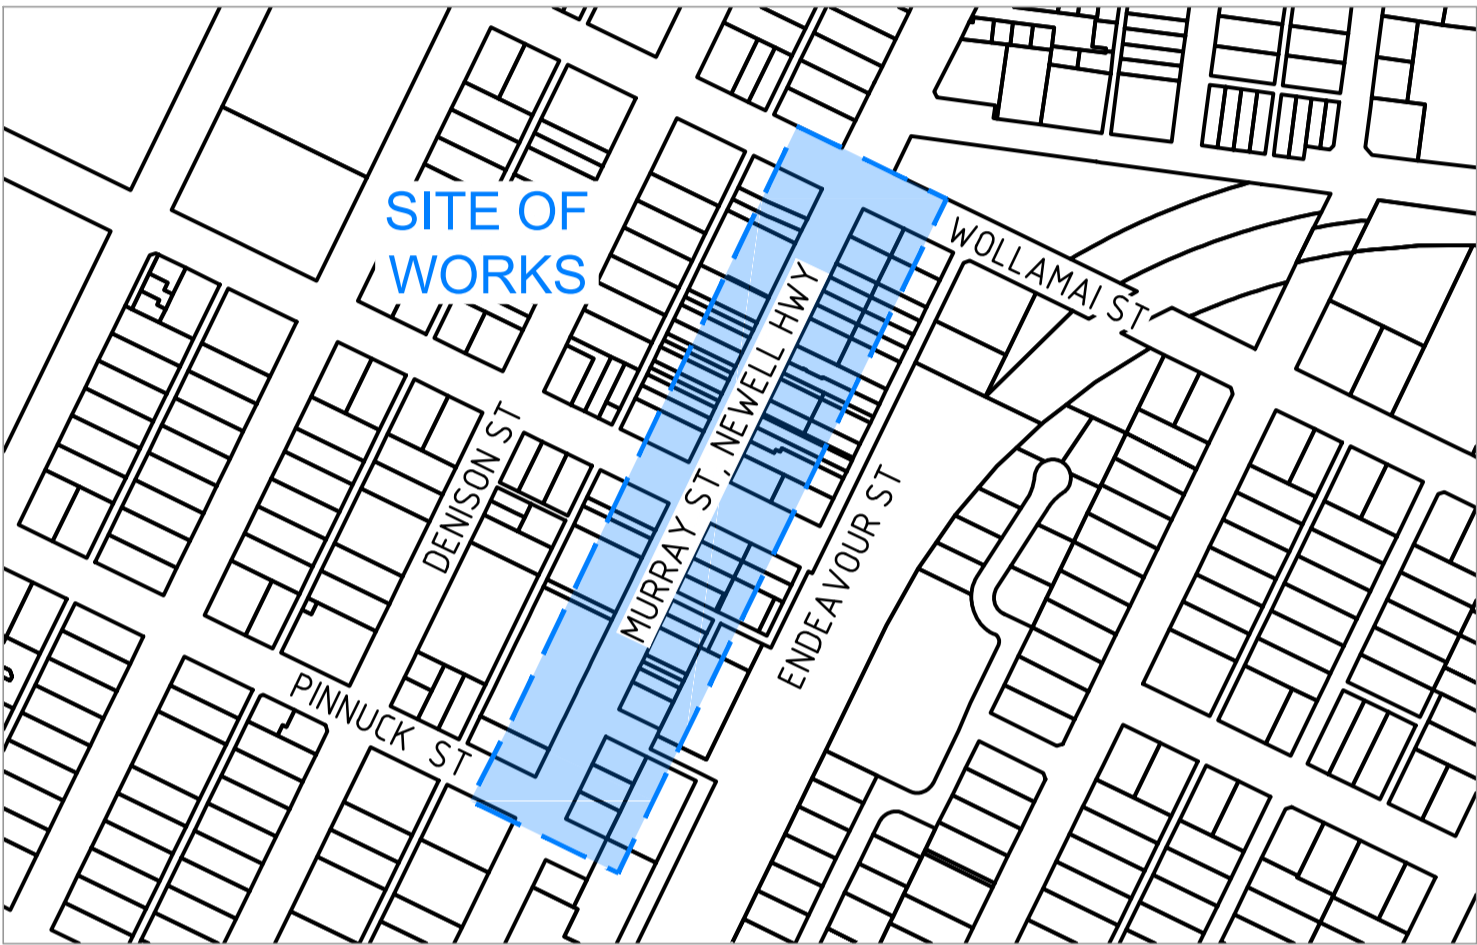 SITE OF
WORKS
WOLLAMAI ST
MURRAY ST, NEWELL HWY
DENISON ST
ENDEAVOUR ST
PINNUCK ST